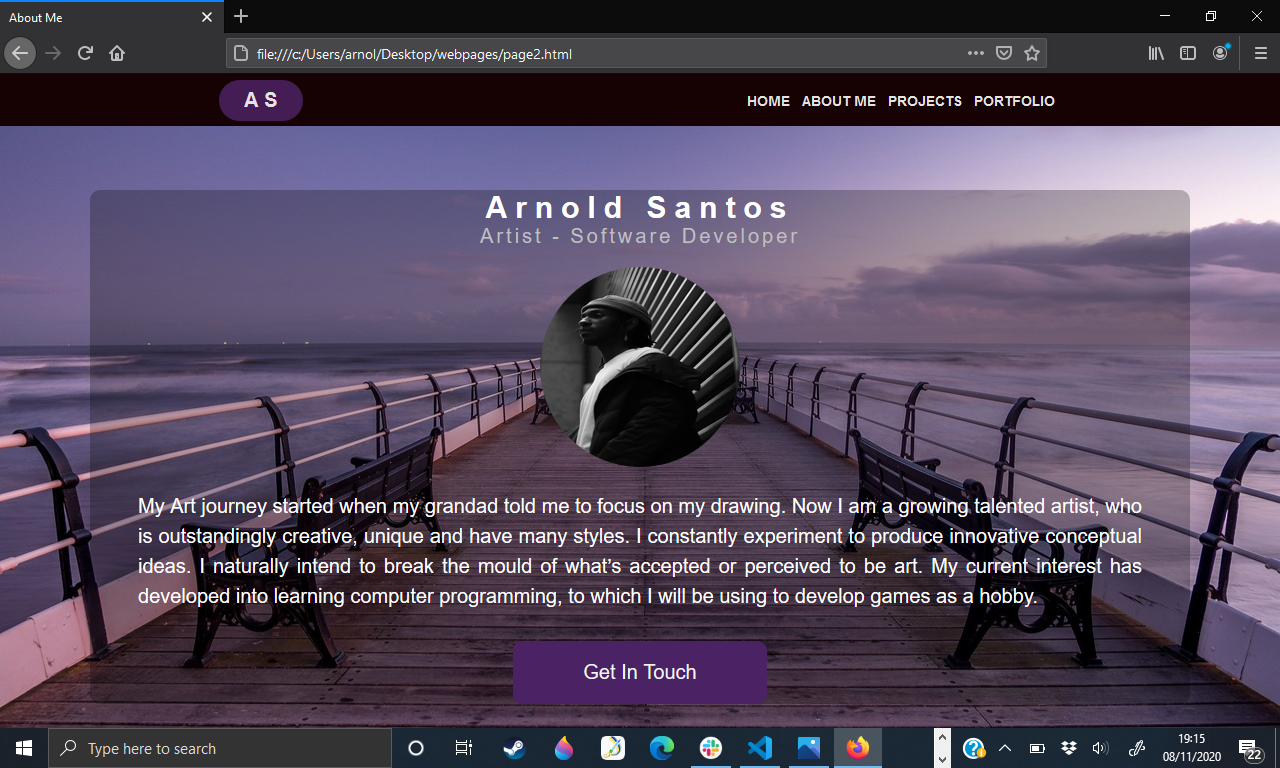 About Me
file:///c:/Users/arnol/Desktop/webpages/page2.html
A S
HOME ABOUT ME PROJECTS PORTFOLIO
Arnold Santos
Artist - Software Developer
My Art journey started when my grandad told me to focus on my drawing. Now I am a growing talented artist, who
is outstandingly creative, unique and have many styles. I constantly experiment to produce innovative conceptual
ideas. I naturally intend to break the mould of what's accepted or perceived to be art. My current interest has
developed into learning computer programming, to which I will be using to develop games as a hobby.
Get In Touch
Type here to search
19:15
08/11/2020
22